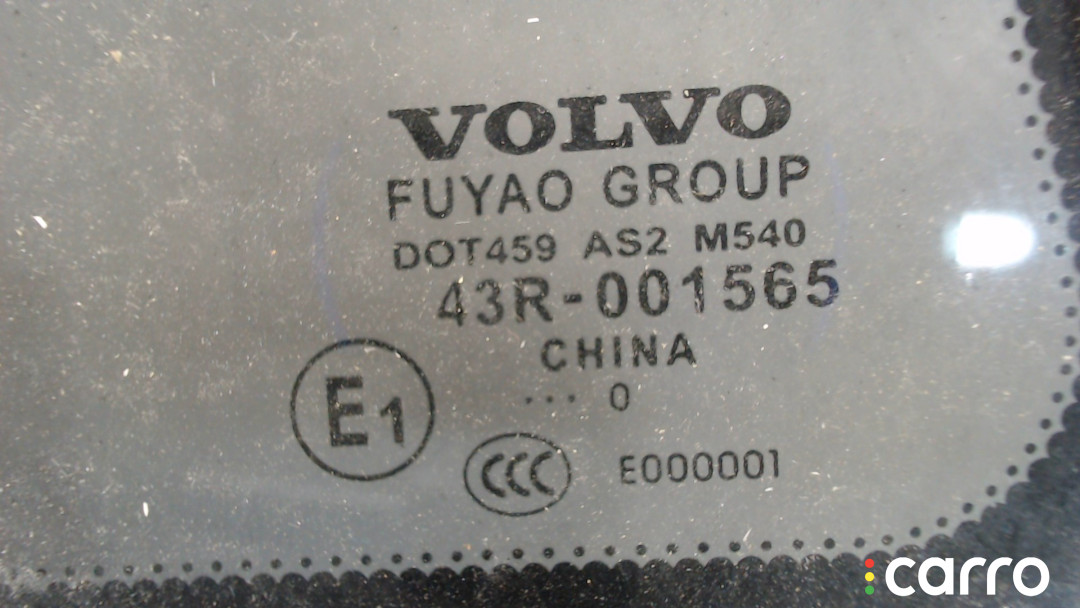 VOLVO
FUYAO GROUP
DOT459 AS2 M540
43R-001565
CHINA
... 0
E1
CCC E000001
carro